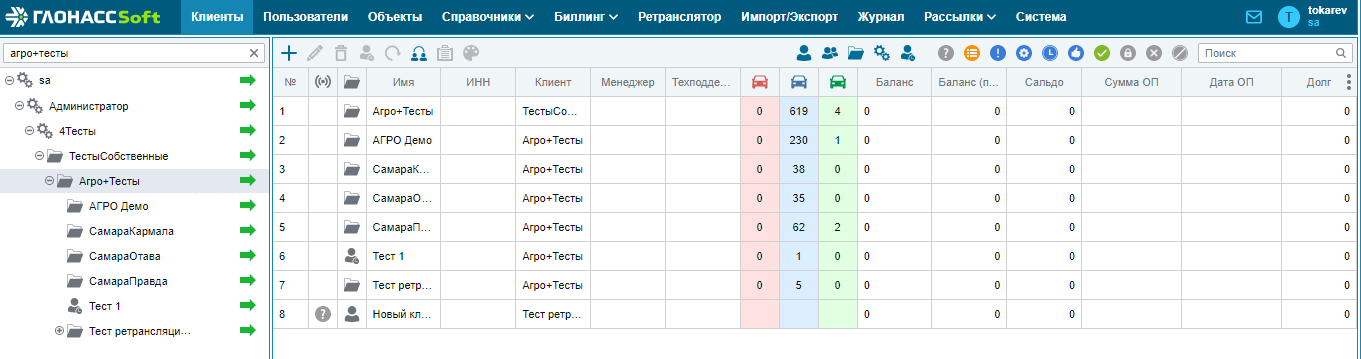 ГЛОНАССSoft Клиенты Пользователи Объекты Справочники Биллинг Ретранслятор Импорт/Экспорт Журнал Рассылки Система T tokarev
sa
агро+тесты
Поиск
sa
Администратор
4Тесты
ТестыСобственные
Агро+Тесты
АГРО Демо
СамараКармала
СамараОтава
СамараПравда
Тест 1
Тест ретрансляци...
№ Имя ИНН Клиент Менеджер Техподде... Баланс Баланс (п... Сальдо Сумма ОП Дата ОП Долг
1 Агро+Тесты ТестыСо... 0 619 4 0 0 0 0
2 АГРО Демо Агро+Тесты 0 230 1 0 0 0 0
3 СамараК... Агро+Тесты 0 38 0 0 0 0 0
4 СамараО... Агро+Тесты 0 35 0 0 0 0 0
5 СамараП... Агро+Тесты 0 62 2 0 0 0 0
6 Тест 1 Агро+Тесты 0 1 0 0 0 0 0
7 Тест ретр... Агро+Тесты 0 5 0 0 0 0 0
8 Новый кл... Тест ретр... 0 0 0 0